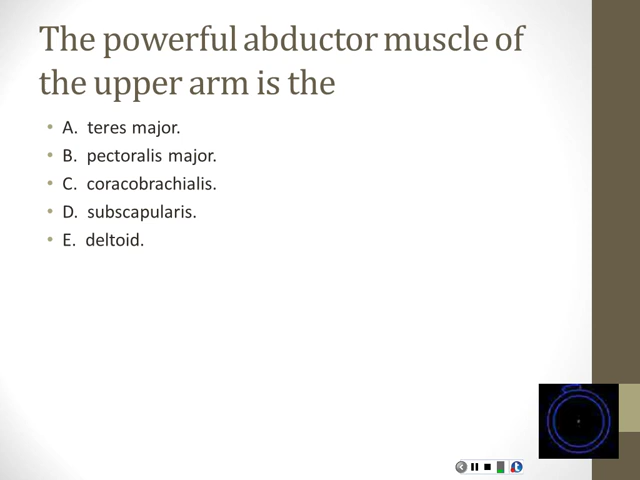 The powerful abductor muscle of
the upper arm is the
• A. teres major.
• B. pectoralis major.
• C. coracobrachialis.
• D. subscapularis.
• E. deltoid.